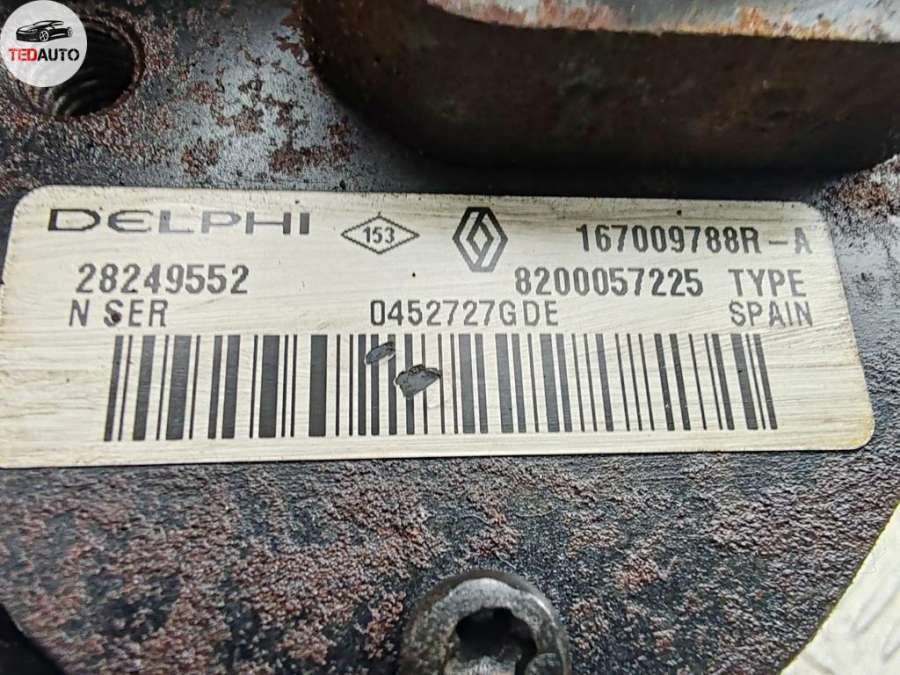 TEDAUTO
DELPHI 153 167009788R-A
28249552 8200057225 TYPE
N SER 0452727GDE SPAIN